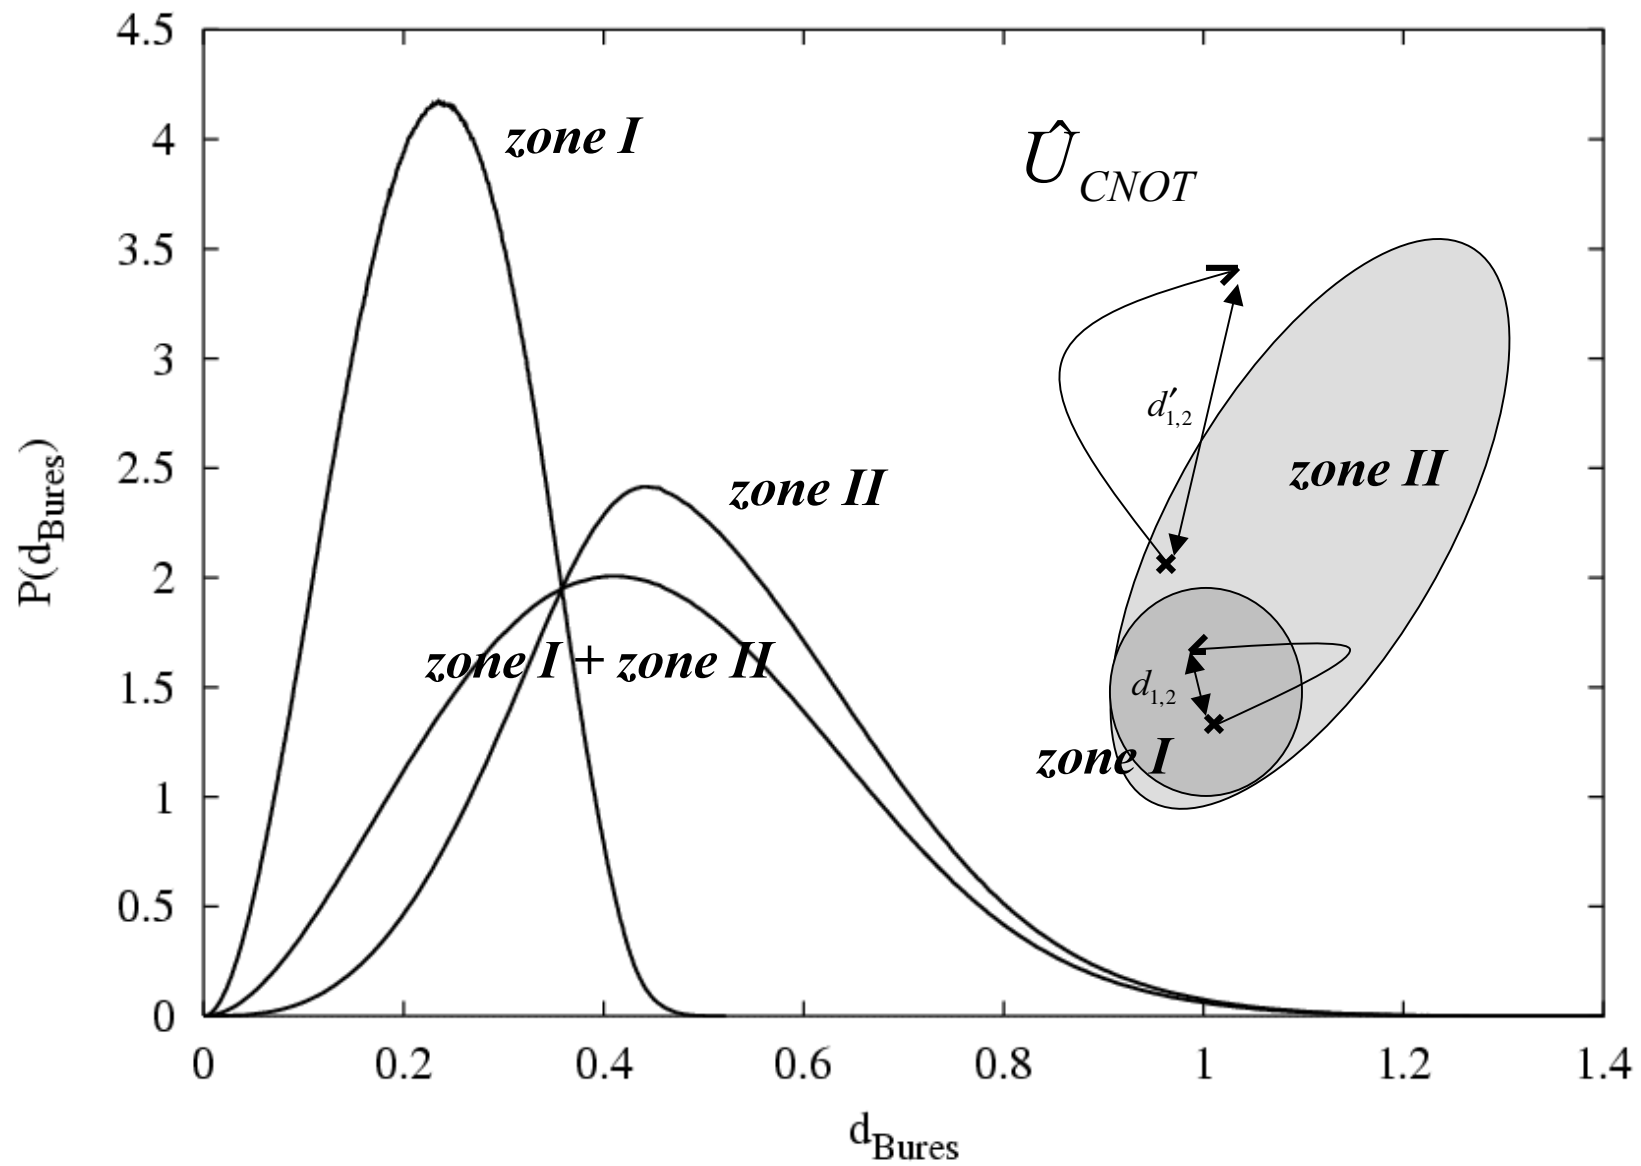 4.5
4
3.5
3
2.5
2
1.5
1
0.5
0
P(d_Bures)
zone I
zone II
zone I + zone II
Û_CNOT
d′_1,2
zone II
d_1,2
zone I
0 0.2 0.4 0.6 0.8 1 1.2 1.4
d_Bures